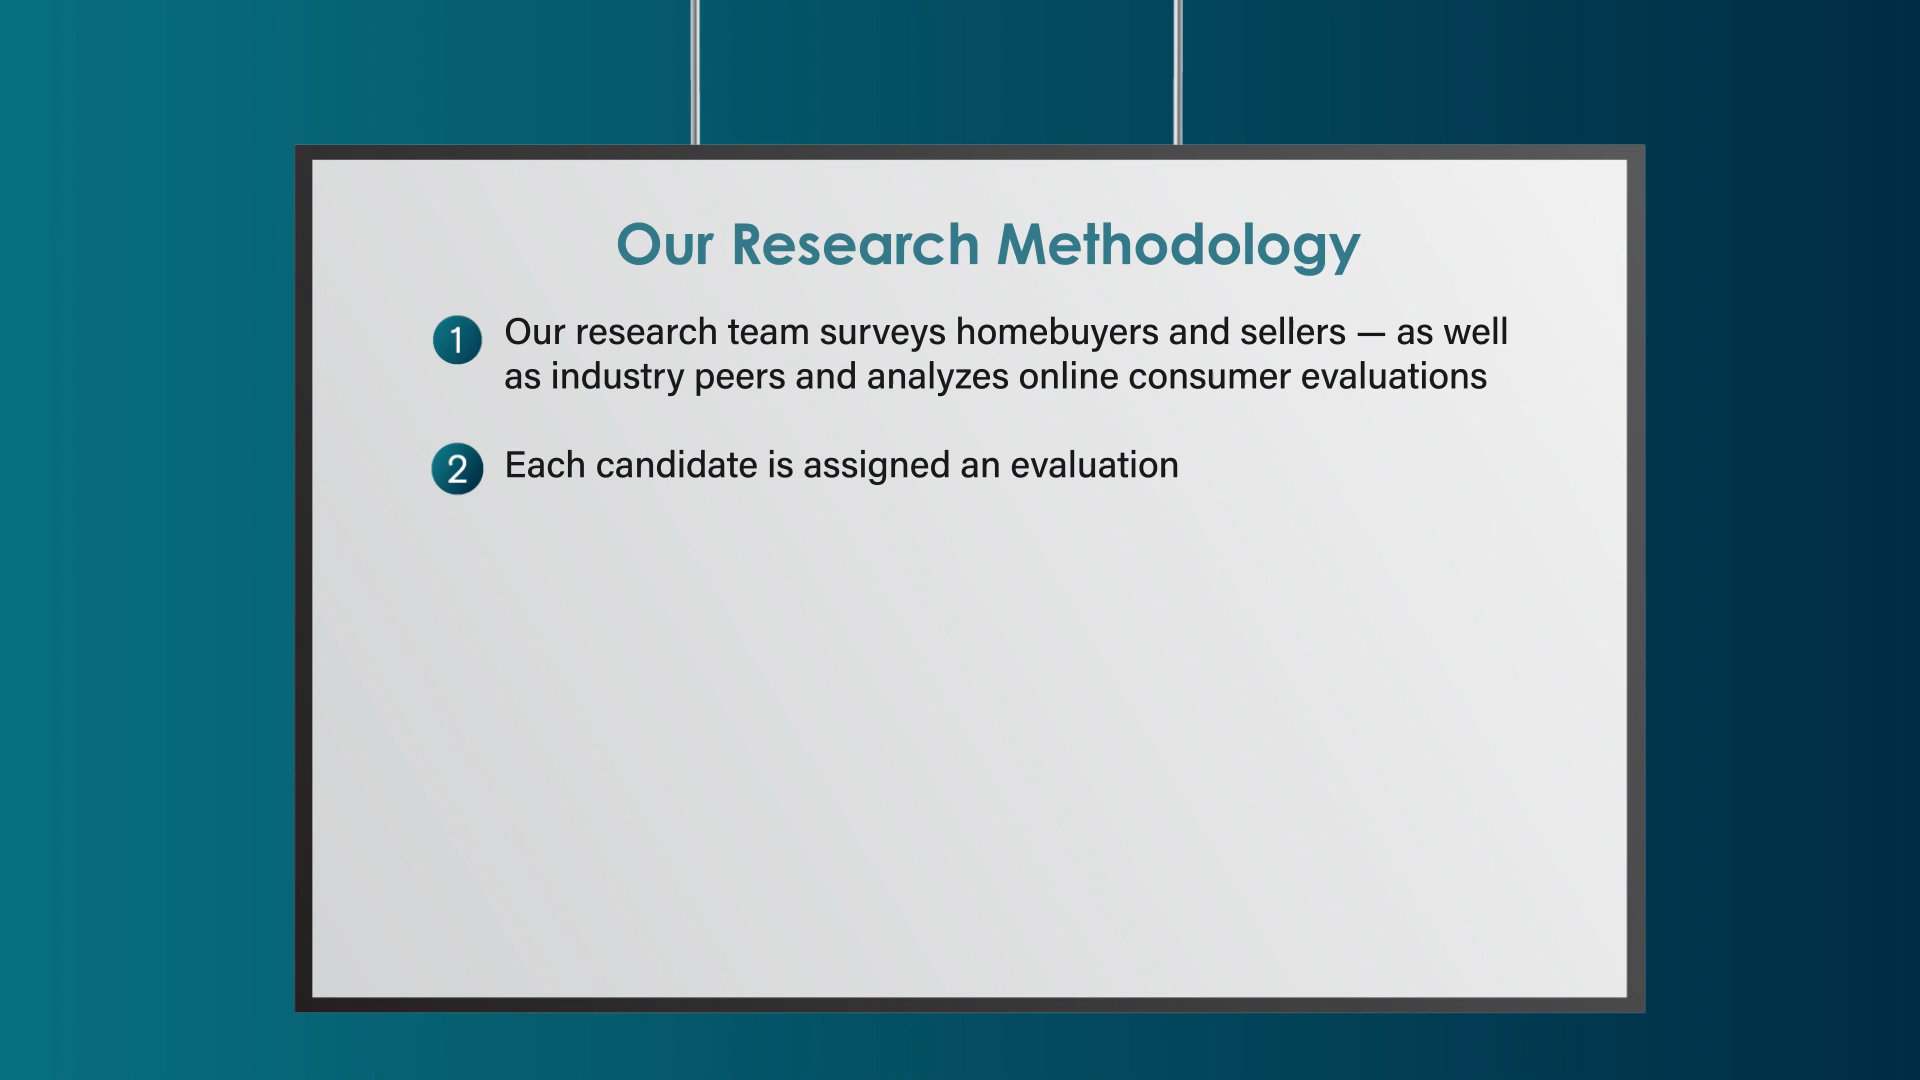 Our Research Methodology
1 Our research team surveys homebuyers and sellers — as well
as industry peers and analyzes online consumer evaluations
2 Each candidate is assigned an evaluation